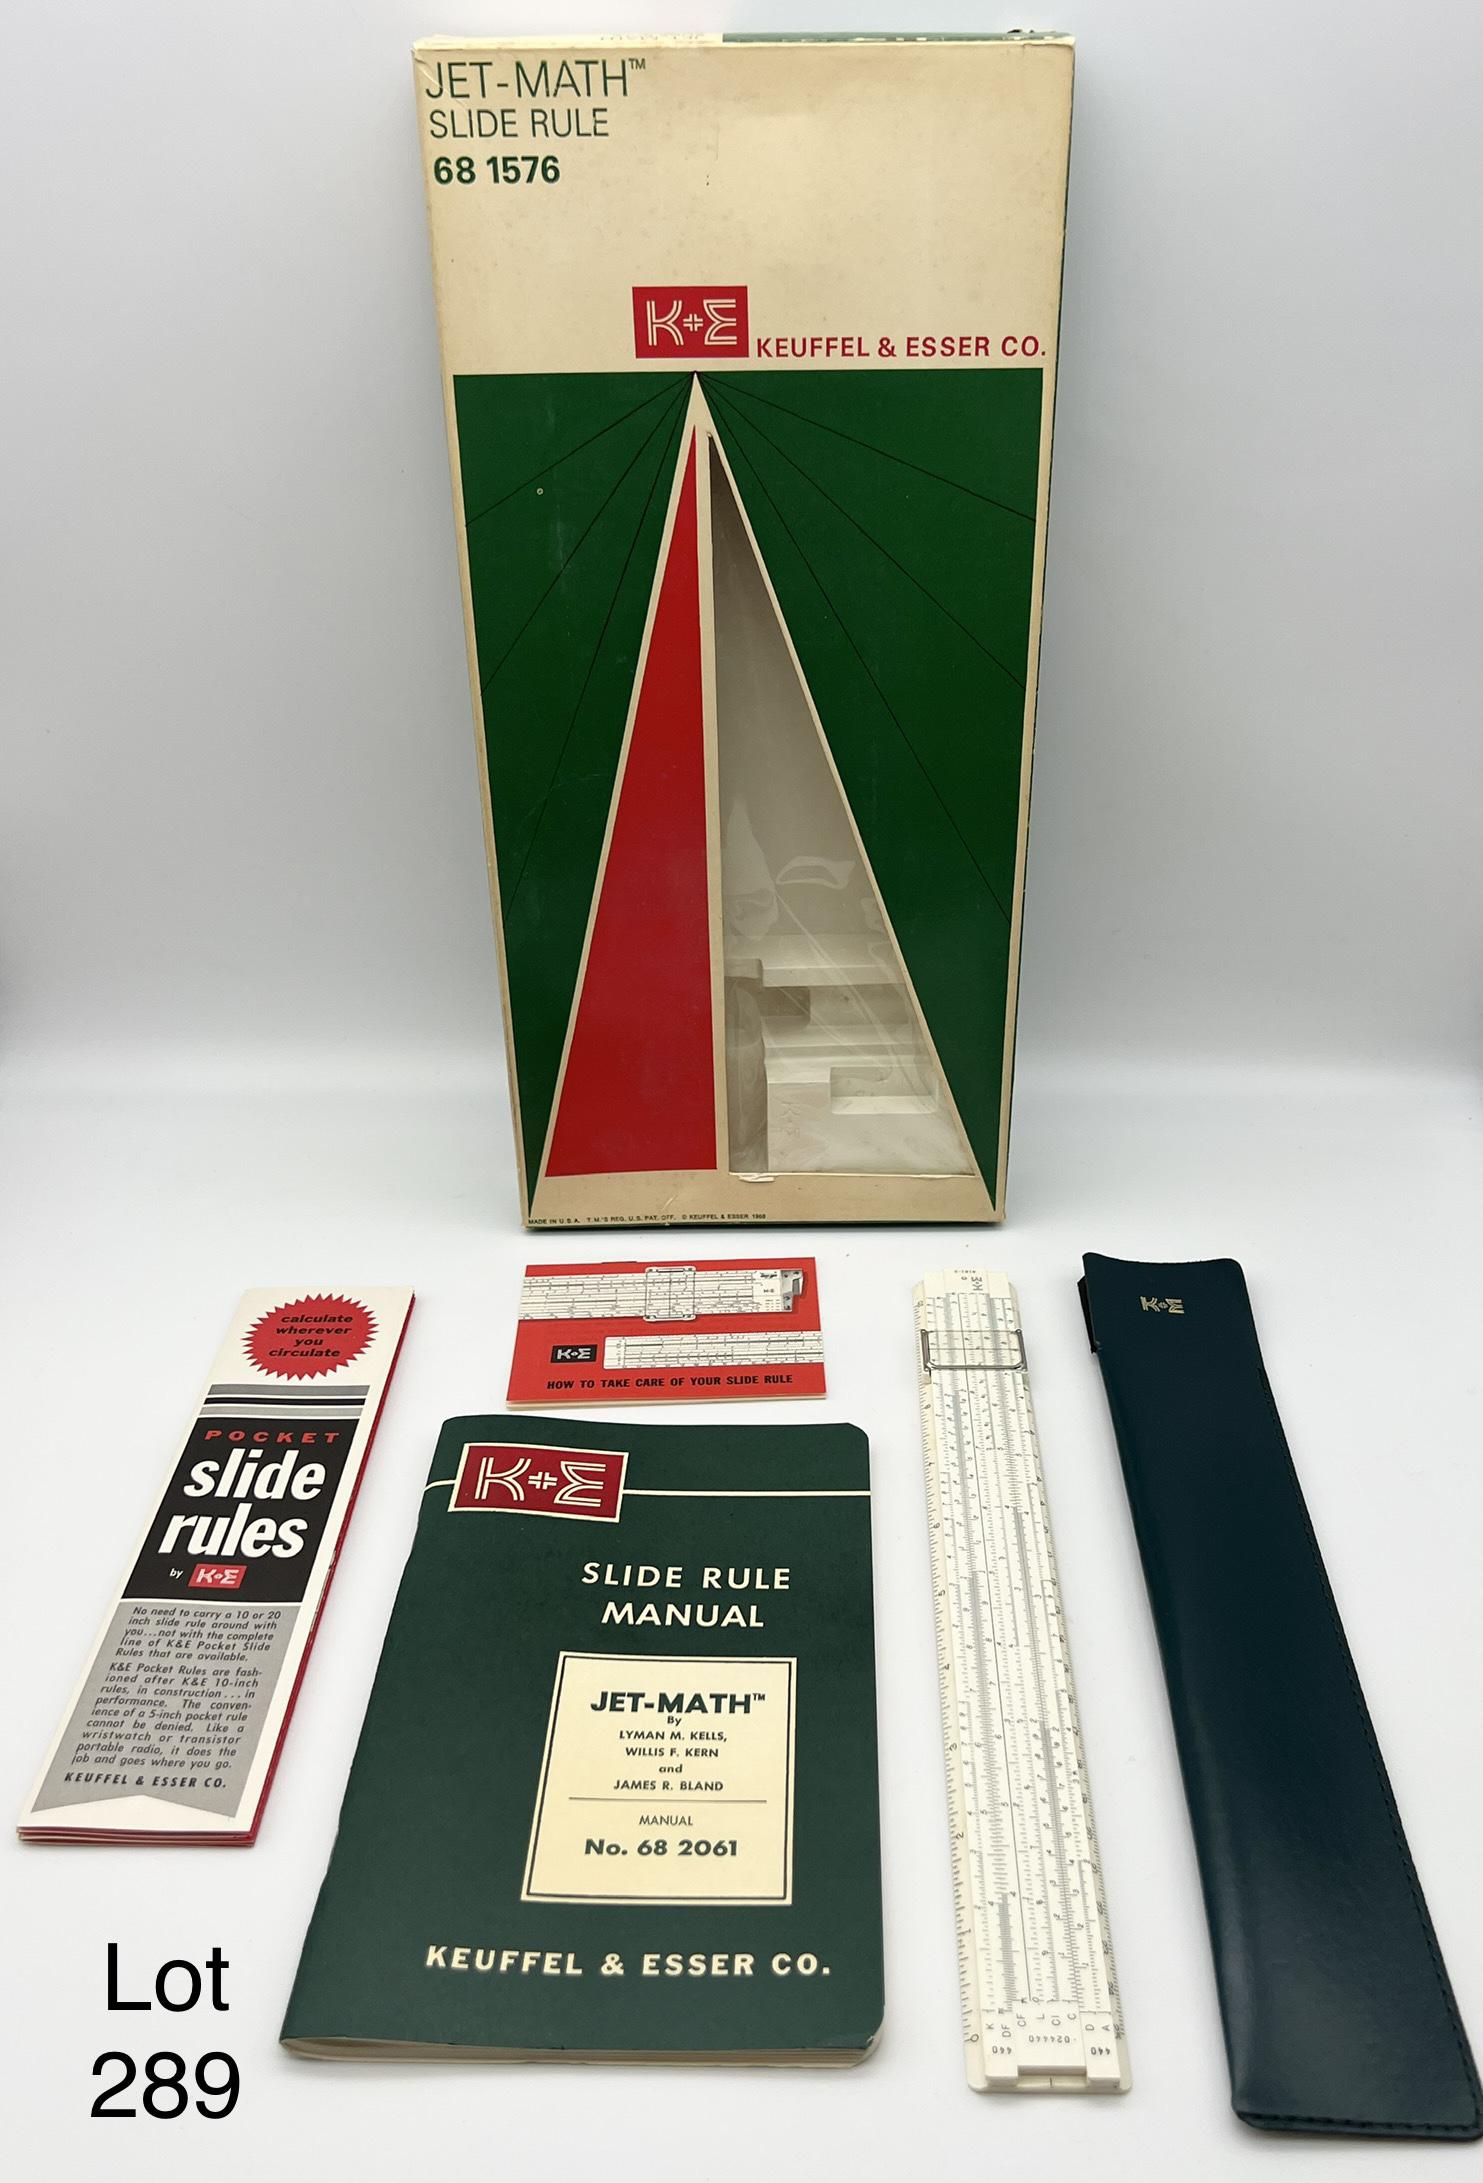 JET-MATH™
SLIDE RULE
68 1576
K+E
KEUFFEL & ESSER CO.
MADE IN U.S.A. T.M.'S REG. U.S. PAT. OFF. © KEUFFEL & ESSER
calculate
wherever
you
circulate
POCKET
slide
rules
by K+E
No need to carry a 10 or 20
inch slide rule around with
you...not with the complete
line of K&E Pocket Slide
Rules that are available.
K&E Pocket Rules are fash-
ioned after K&E 10-inch
rules, in construction...in
performance. The conven-
ience of a 5-inch pocket rule
cannot be denied. Like a
wristwatch or transistor
portable radio, it does the
job and goes where you go.
KEUFFEL & ESSER CO.
K+E
HOW TO TAKE CARE OF YOUR SLIDE RULE
K+E
SLIDE RULE
MANUAL
JET-MATH™
By
LYMAN M. KELLS,
WILLIS F. KERN
and
JAMES R. BLAND
MANUAL
No. 68 2061
KEUFFEL & ESSER CO.
K+E
K
DF
CF
L
CI
C
D
A
440
024440
440
K+E
Lot
289